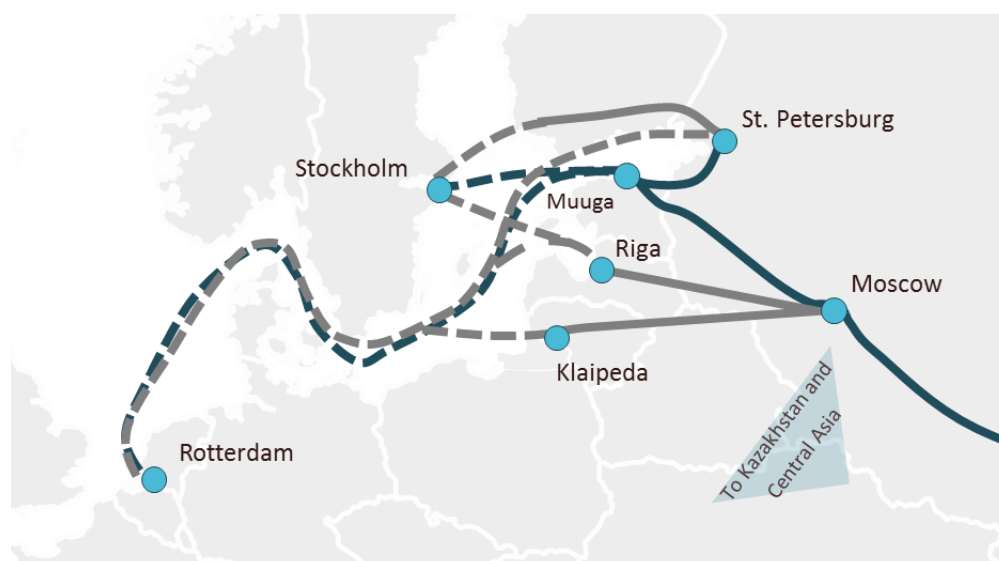 St. Petersburg
Stockholm
Muuga
Riga
Moscow
Klaipeda
To Kazakhstan and
Central Asia
Rotterdam